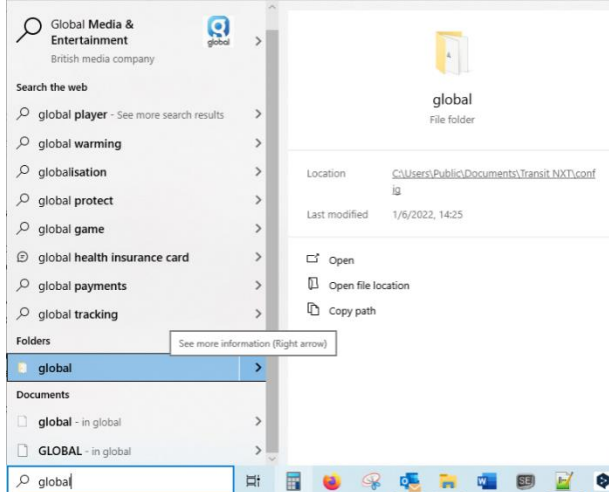 Global Media &
Entertainment
global
British media company
Search the web
global player - See more search results
global warming
globalisation
global protect
global game
global health insurance card
global payments
global tracking
Folders
See more information (Right arrow)
global
Documents
global - in global
GLOBAL - in global
global
global
File folder
Location C:\Users\Public\Documents\Transit NXT\conf
ig
Last modified 1/6/2022, 14:25
Open
Open file location
Copy path
SE